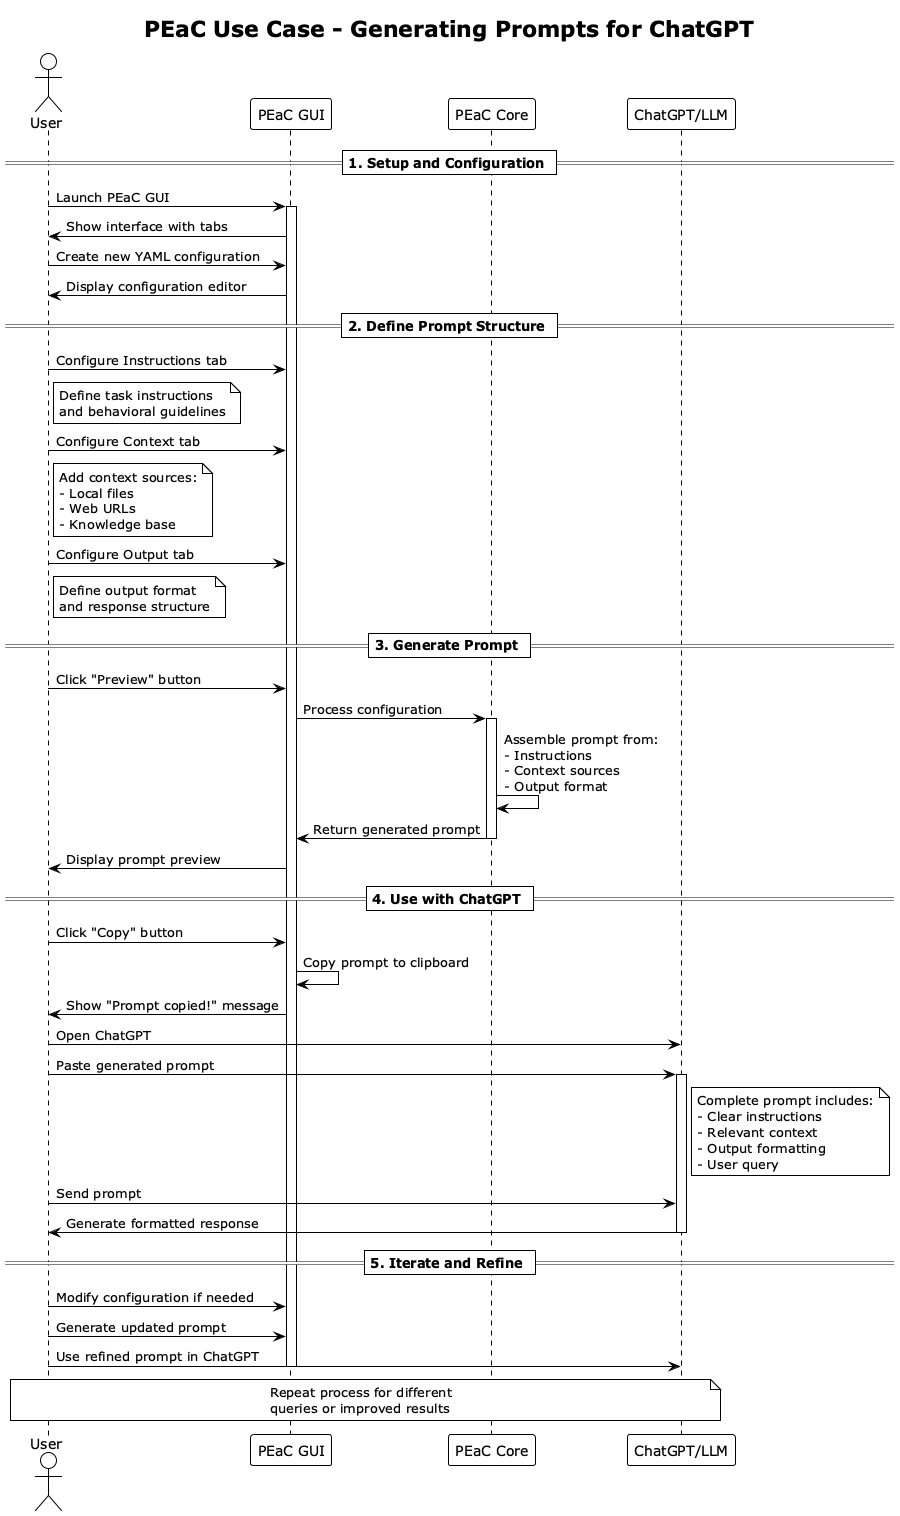 PEaC Use Case - Generating Prompts for ChatGPT
User
PEaC GUI
PEaC Core
ChatGPT/LLM
1. Setup and Configuration
Launch PEaC GUI
Show interface with tabs
Create new YAML configuration
Display configuration editor
2. Define Prompt Structure
Configure Instructions tab
Define task instructions
and behavioral guidelines
Configure Context tab
Add context sources:
- Local files
- Web URLs
- Knowledge base
Configure Output tab
Define output format
and response structure
3. Generate Prompt
Click "Preview" button
Process configuration
Assemble prompt from:
- Instructions
- Context sources
- Output format
Return generated prompt
Display prompt preview
4. Use with ChatGPT
Click "Copy" button
Copy prompt to clipboard
Show "Prompt copied!" message
Open ChatGPT
Paste generated prompt
Complete prompt includes:
- Clear instructions
- Relevant context
- Output formatting
- User query
Send prompt
Generate formatted response
5. Iterate and Refine
Modify configuration if needed
Generate updated prompt
Use refined prompt in ChatGPT
Repeat process for different
queries or improved results
User
PEaC GUI
PEaC Core
ChatGPT/LLM